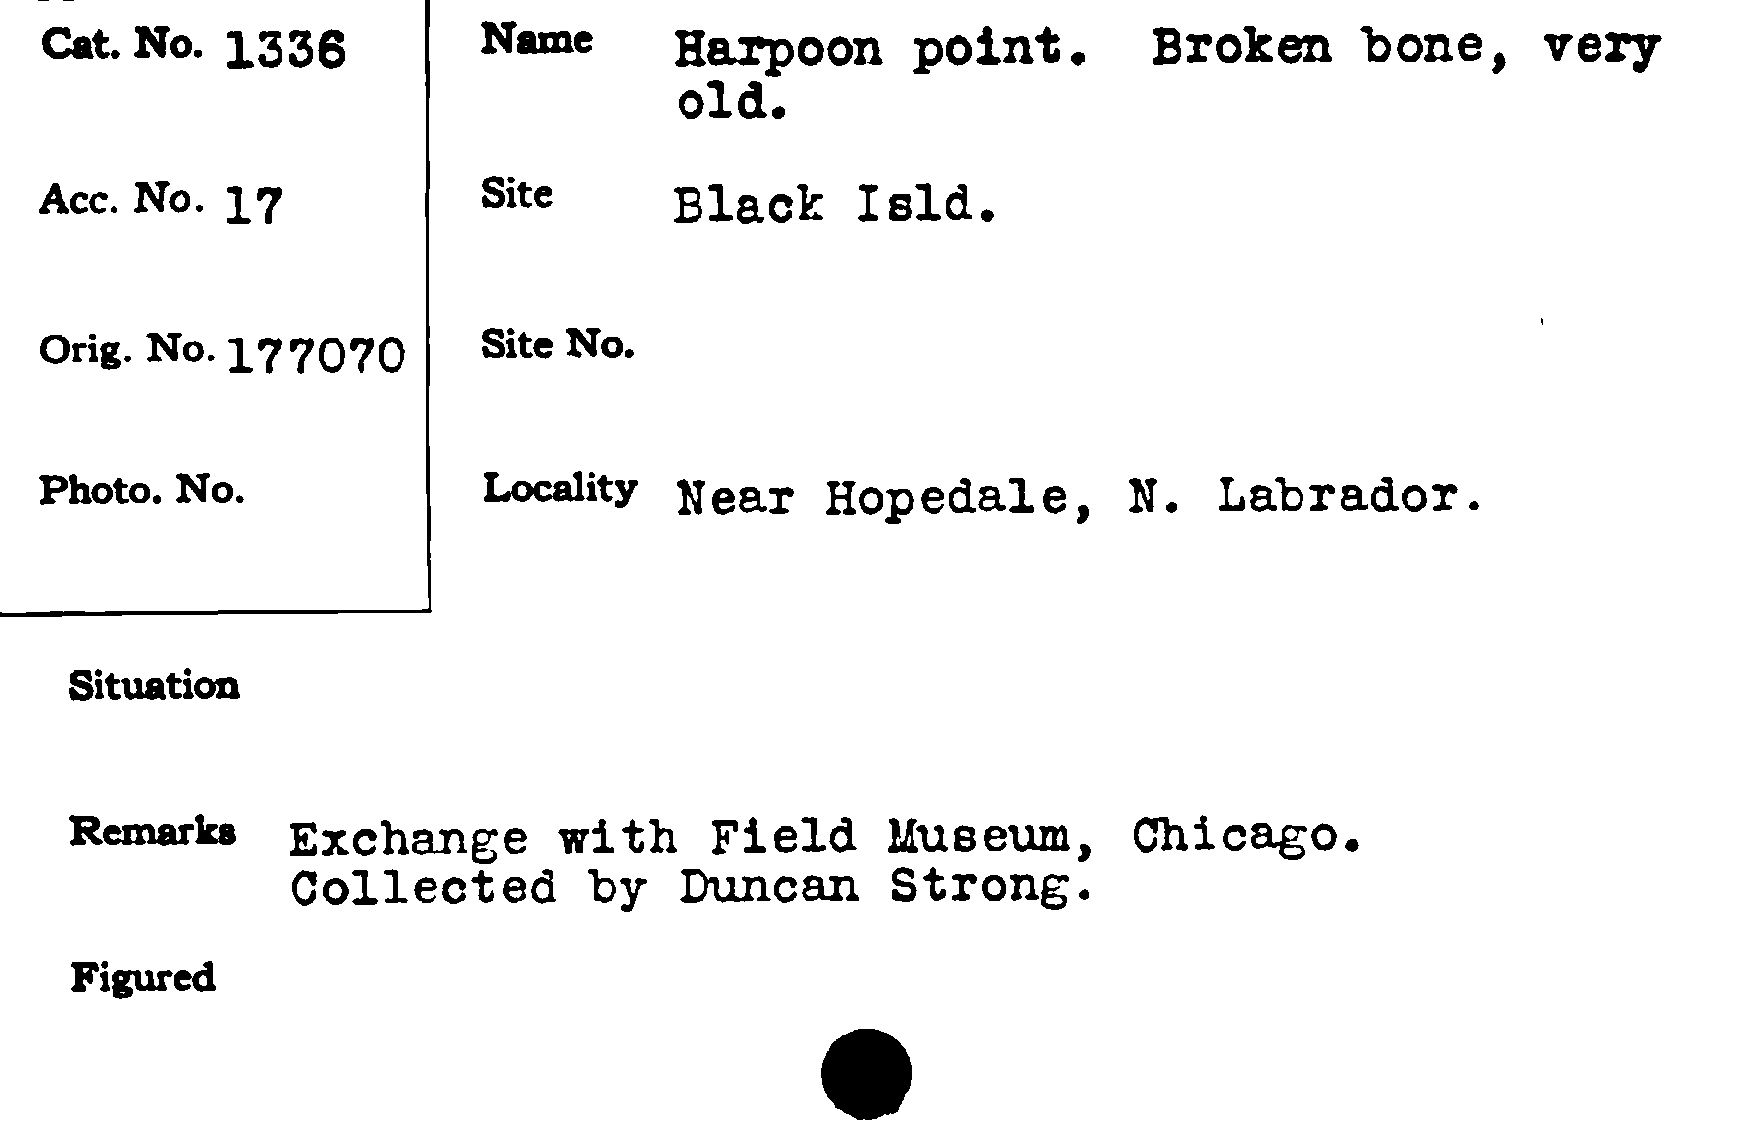 Cat. No. 1336
Name Harpoon point. Broken bone, very
old.
Acc. No. 17
Site Black Isld.
Orig. No. 177070
Site No.
Photo. No.
Locality Near Hopedale, N. Labrador.
Situation
Remarks Exchange with Field Museum, Chicago.
Collected by Duncan Strong.
Figured